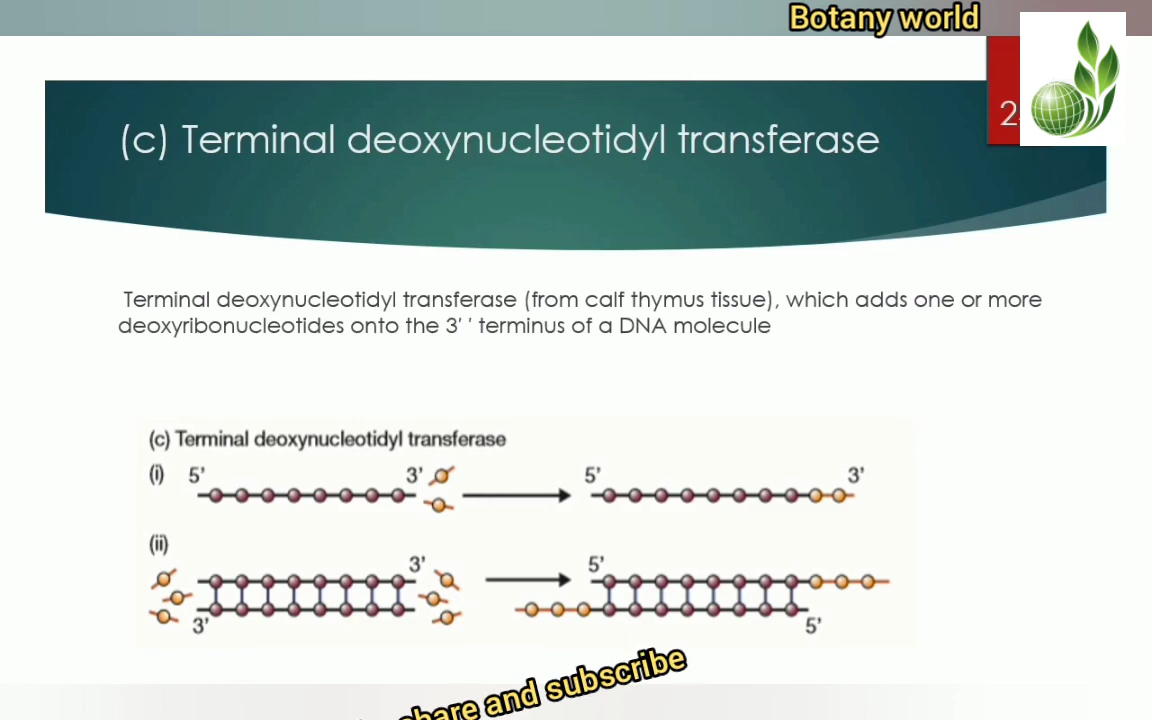 Botany world
2
(c) Terminal deoxynucleotidyl transferase
Terminal deoxynucleotidyl transferase (from calf thymus tissue), which adds one or more
deoxyribonucleotides onto the 3′ ′ terminus of a DNA molecule
(c) Terminal deoxynucleotidyl transferase
(i) 5' 3' 5' 3'
(ii)
3' 5'
3' 5'
share and subscribe